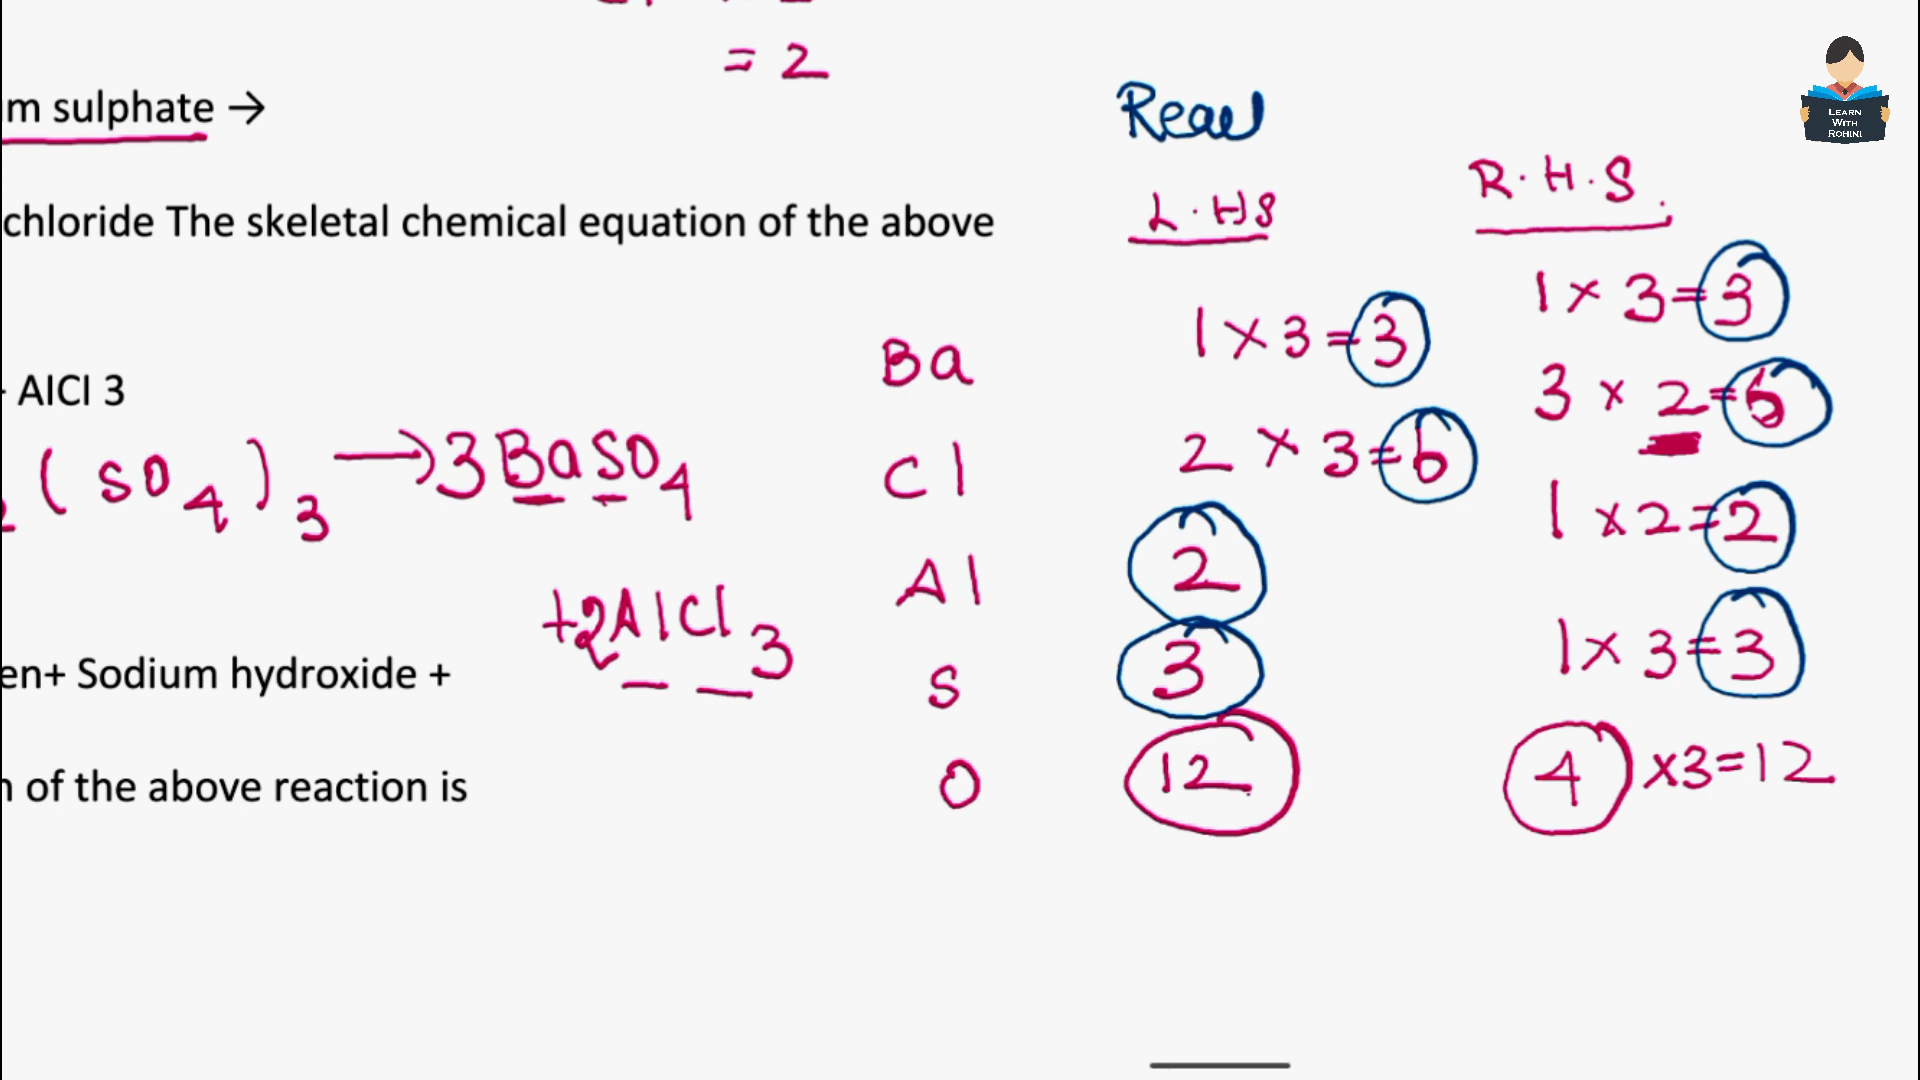 = 2
m sulphate →
LEARN
WITH
ROHINI
L.HS
R.H.S.
chloride The skeletal chemical equation of the above
Ba 1 × 3 = 3 1 × 3 = 3
AlCl 3
Cl 2 × 3 = 6 3 × 2 = 6
(SO4)3 → 3BaSO4
Al 2 1 × 2 = 2
+2AlCl3
en+ Sodium hydroxide +
S 3 1 × 3 = 3
n of the above reaction is
O 12 4 × 3 = 12